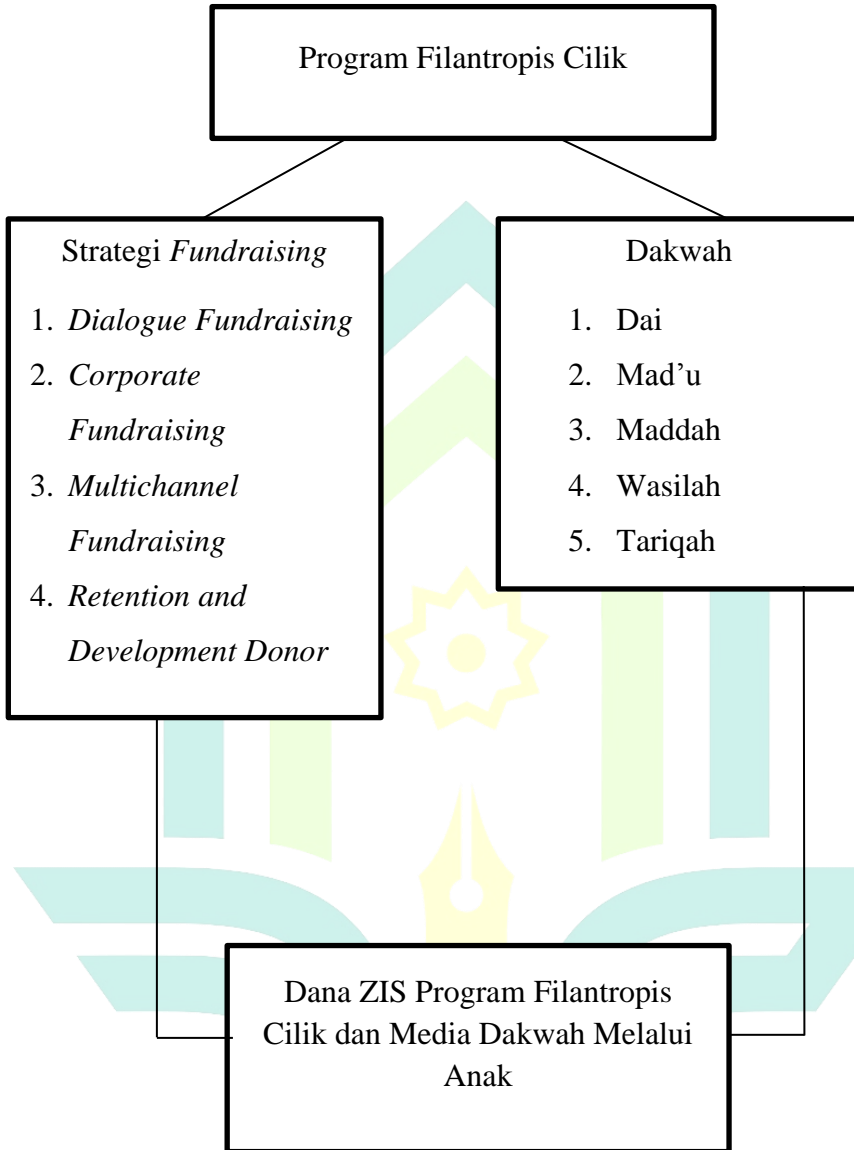 Program Filantropis Cilik
Strategi Fundraising
1. Dialogue Fundraising
2. Corporate
Fundraising
3. Multichannel
Fundraising
4. Retention and
Development Donor
Dakwah
1. Dai
2. Mad’u
3. Maddah
4. Wasilah
5. Tariqah
Dana ZIS Program Filantropis
Cilik dan Media Dakwah Melalui
Anak